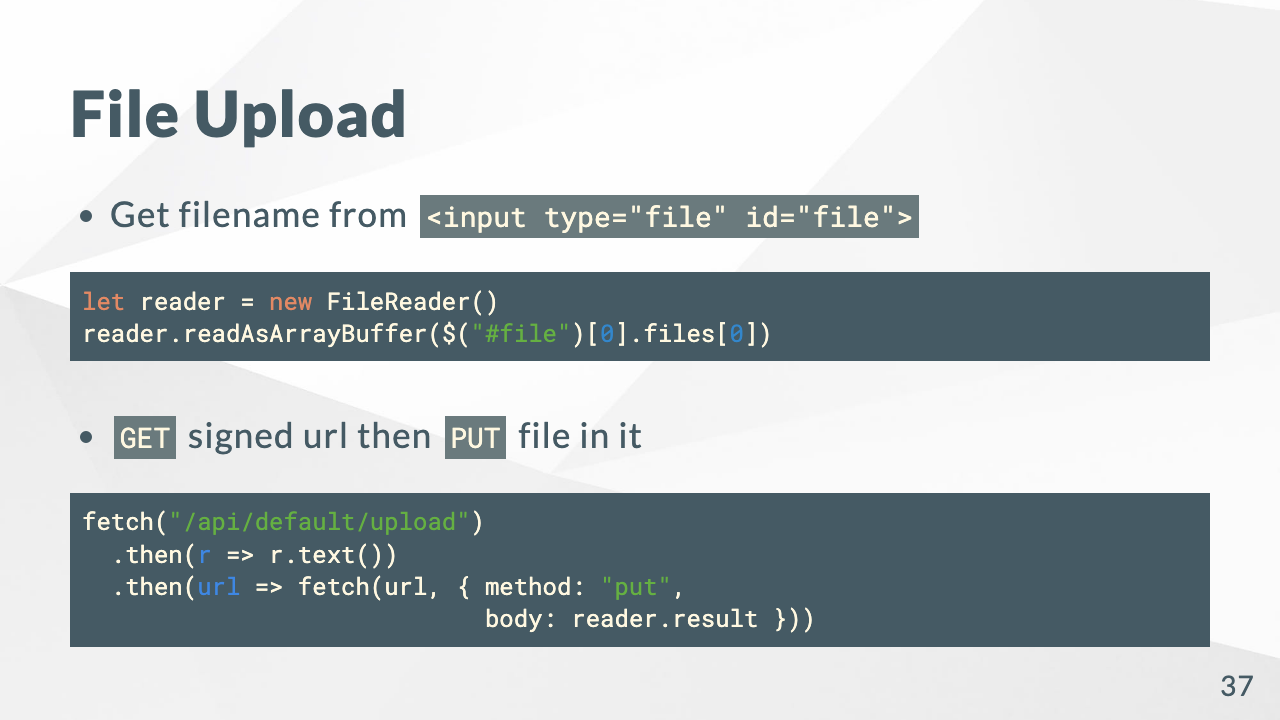 File Upload
• Get filename from <input type="file" id="file">
let reader = new FileReader()
reader.readAsArrayBuffer($("#file")[0].files[0])
• GET signed url then PUT file in it
fetch("/api/default/upload")
  .then(r => r.text())
  .then(url => fetch(url, { method: "put",
                            body: reader.result }))
37